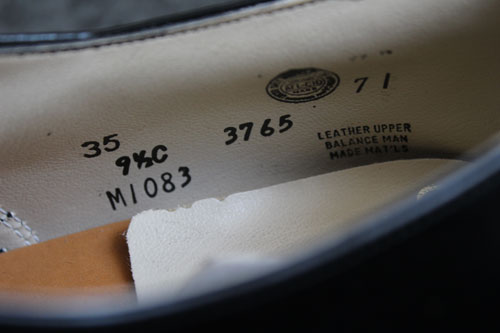 71
35
3765
LEATHER UPPER
BALANCE MAN
MADE MAT'LS
9½C
M1083